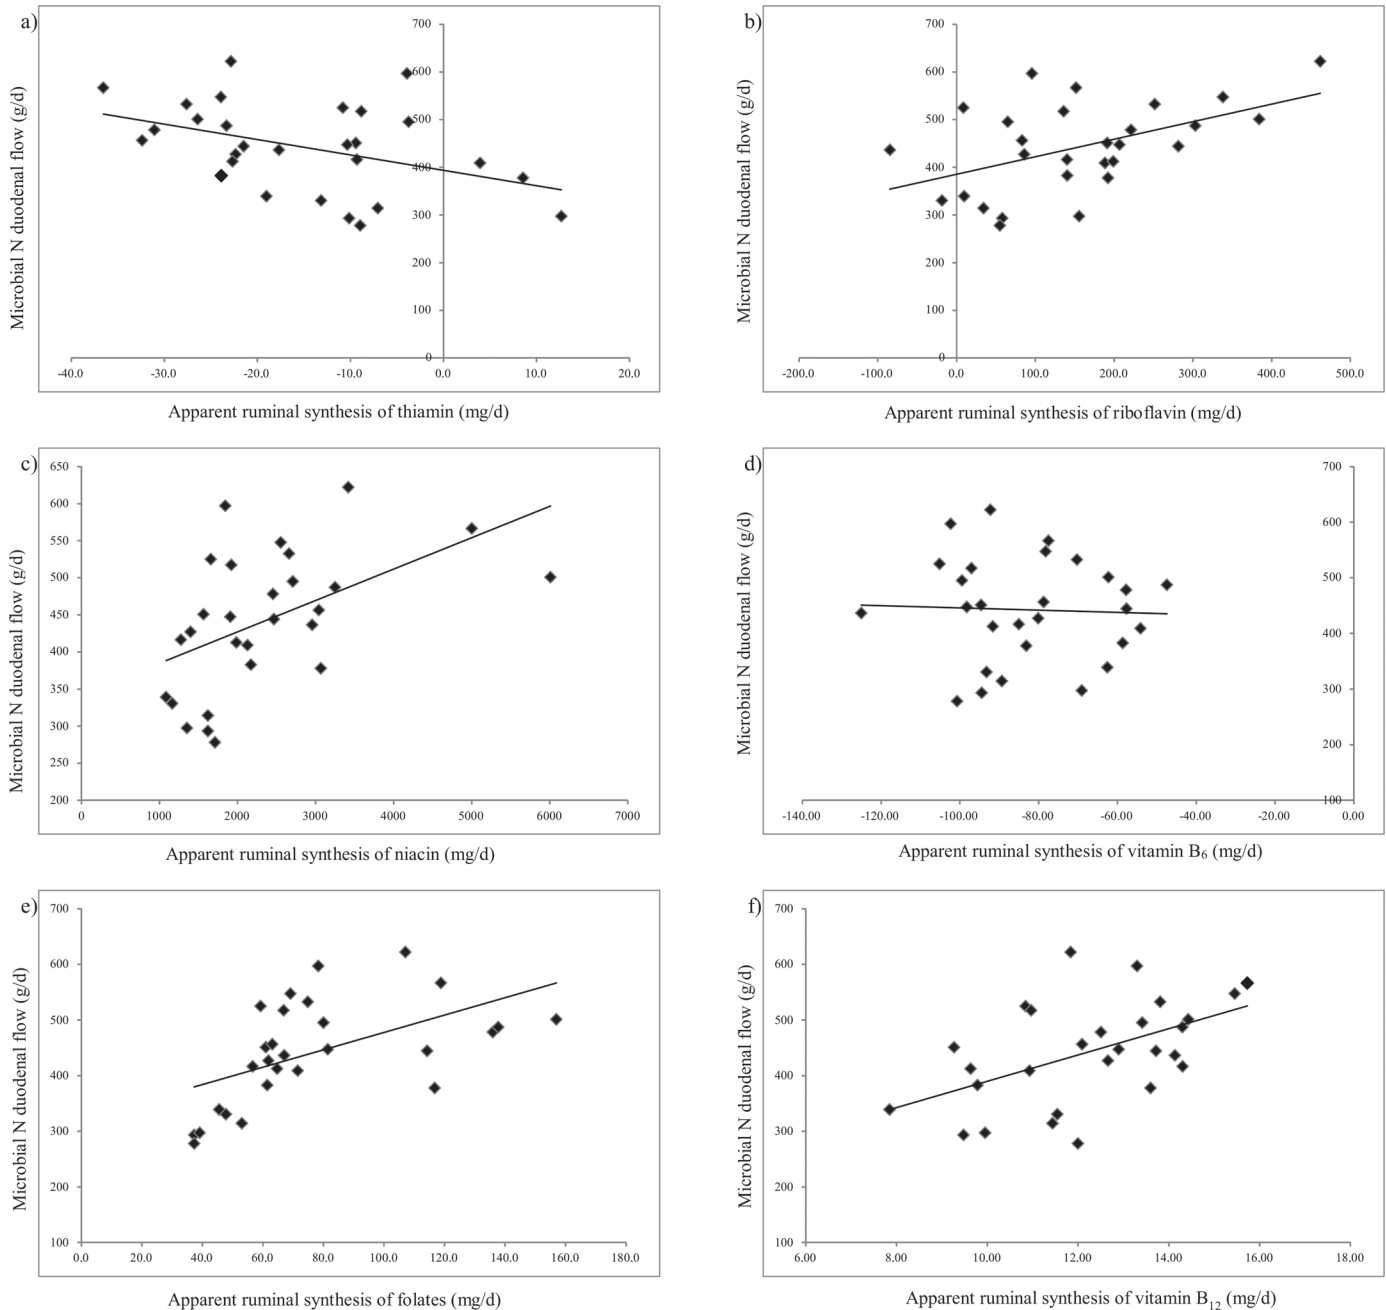 a)
Microbial N duodenal flow (g/d)
700
600
500
400
300
200
100
0
-40.0 -30.0 -20.0 -10.0 0.0 10.0 20.0
Apparent ruminal synthesis of thiamin (mg/d)
b)
Microbial N duodenal flow (g/d)
700
600
500
400
300
200
100
0
-200.0 -100.0 0.0 100.0 200.0 300.0 400.0 500.0
Apparent ruminal synthesis of riboflavin (mg/d)
c)
Microbial N duodenal flow (g/d)
650
600
550
500
450
400
350
300
250
200
0 1000 2000 3000 4000 5000 6000 7000
Apparent ruminal synthesis of niacin (mg/d)
d)
Microbial N duodenal flow (g/d)
700
600
500
400
300
200
100
-140.00 -120.00 -100.00 -80.00 -60.00 -40.00 -20.00 0.00
Apparent ruminal synthesis of vitamin B₆ (mg/d)
e)
Microbial N duodenal flow (g/d)
700
600
500
400
300
200
100
0.0 20.0 40.0 60.0 80.0 100.0 120.0 140.0 160.0 180.0
Apparent ruminal synthesis of folates (mg/d)
f)
Microbial N duodenal flow (g/d)
700
600
500
400
300
200
100
6.00 8.00 10.00 12.00 14.00 16.00 18.00
Apparent ruminal synthesis of vitamin B₁₂ (mg/d)